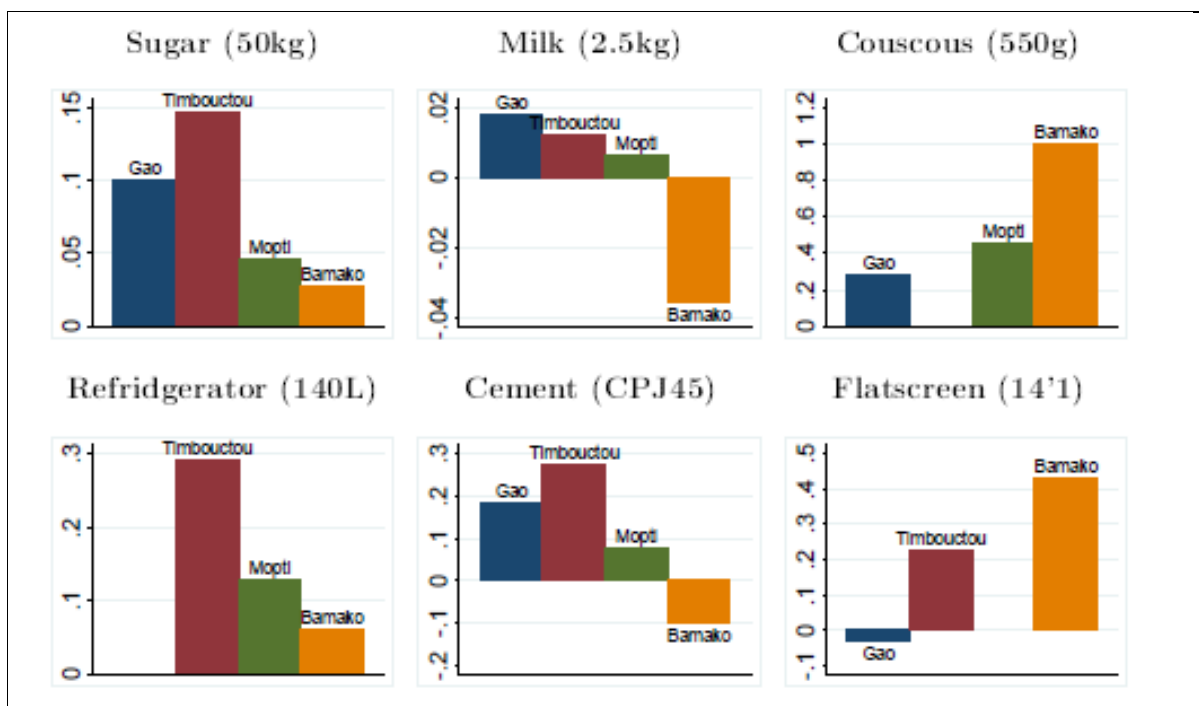 Sugar (50kg)
Milk (2.5kg)
Couscous (550g)
.15
.1
.05
0
Gao
Timbouctou
Mopti
Bamako
.02
0
-.02
-.04
Gao
Timbouctou
Mopti
Bamako
1.2
1
.8
.6
.4
.2
0
Gao
Mopti
Bamako
Refridgerator (140L)
Cement (CPJ45)
Flatscreen (14'1)
.3
.2
.1
0
Timbouctou
Mopti
Bamako
.3
.2
.1
0
-.1
-.2
Gao
Timbouctou
Mopti
Bamako
.5
.4
.3
.2
.1
0
-.1
Gao
Timbouctou
Bamako